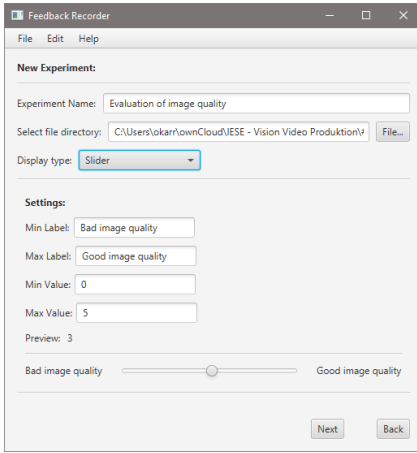 Feedback Recorder
File Edit Help
New Experiment:
Experiment Name: Evaluation of image quality
Select file directory: C:\Users\okarr\ownCloud\IESE - Vision Video Produktion\ File...
Display type: Slider
Settings:
Min Label: Bad image quality
Max Label: Good image quality
Min Value: 0
Max Value: 5
Preview: 3
Bad image quality Good image quality
Next Back